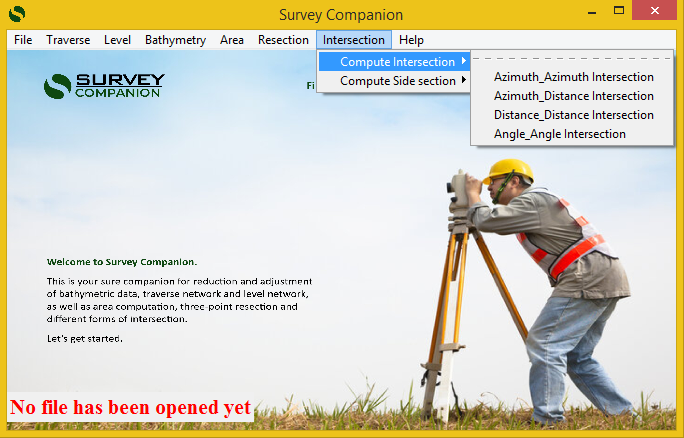 Survey Companion
File Traverse Level Bathymetry Area Resection Intersection Help
Compute Intersection
Compute Side section
Azimuth_Azimuth Intersection
Azimuth_Distance Intersection
Distance_Distance Intersection
Angle_Angle Intersection
SURVEY
COMPANION
Fi
Welcome to Survey Companion.
This is your sure companion for reduction and adjustment
of bathymetric data, traverse network and level network,
as well as area computation, three-point resection and
different forms of intersection.
Let's get started.
No file has been opened yet